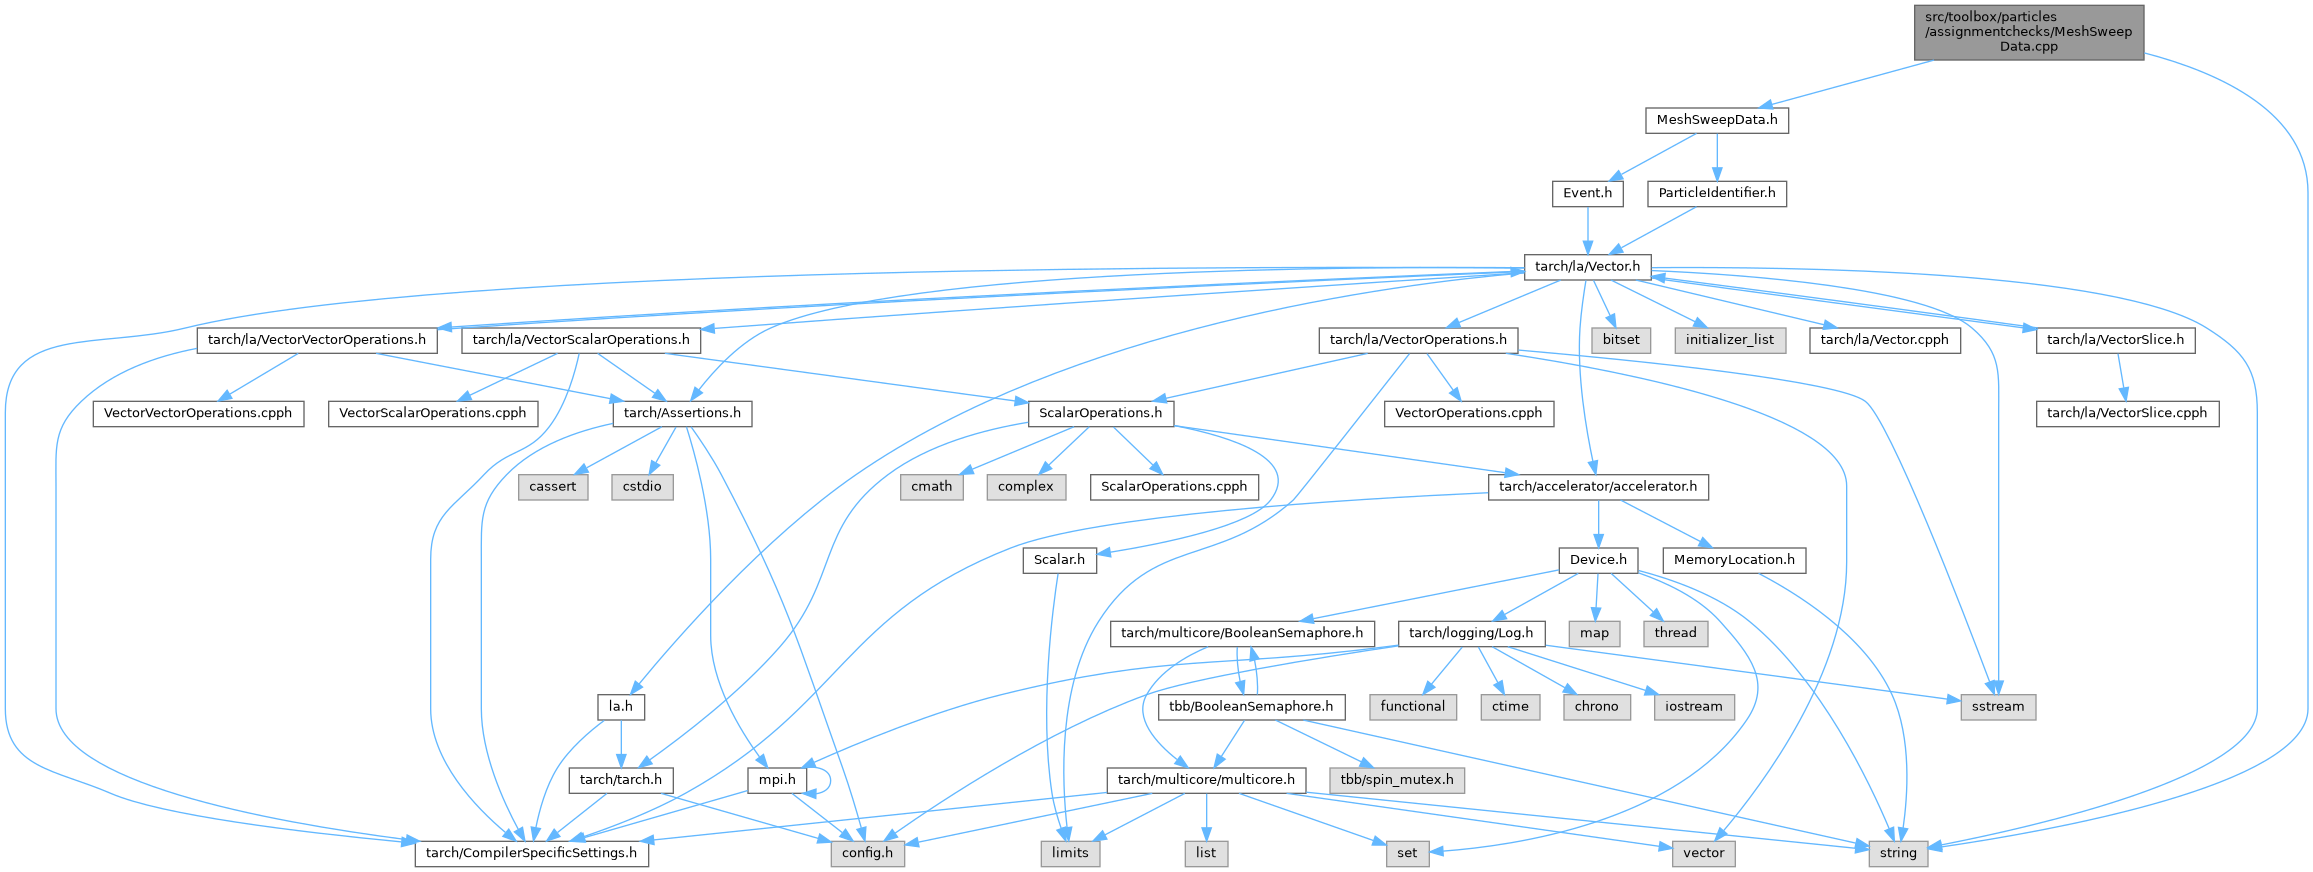 src/toolbox/particles
/assignmentchecks/MeshSweep
Data.cpp
MeshSweepData.h
Event.h
ParticleIdentifier.h
tarch/la/Vector.h
tarch/la/VectorVectorOperations.h
tarch/la/VectorScalarOperations.h
tarch/la/VectorOperations.h
bitset
initializer_list
tarch/la/Vector.cpph
tarch/la/VectorSlice.h
VectorVectorOperations.cpph
VectorScalarOperations.cpph
tarch/Assertions.h
ScalarOperations.h
VectorOperations.cpph
tarch/la/VectorSlice.cpph
cassert
cstdio
cmath
complex
ScalarOperations.cpph
tarch/accelerator/accelerator.h
Scalar.h
Device.h
MemoryLocation.h
tarch/multicore/BooleanSemaphore.h
tarch/logging/Log.h
map
thread
la.h
tbb/BooleanSemaphore.h
functional
ctime
chrono
iostream
sstream
tarch/tarch.h
mpi.h
tarch/multicore/multicore.h
tbb/spin_mutex.h
tarch/CompilerSpecificSettings.h
config.h
limits
list
set
vector
string